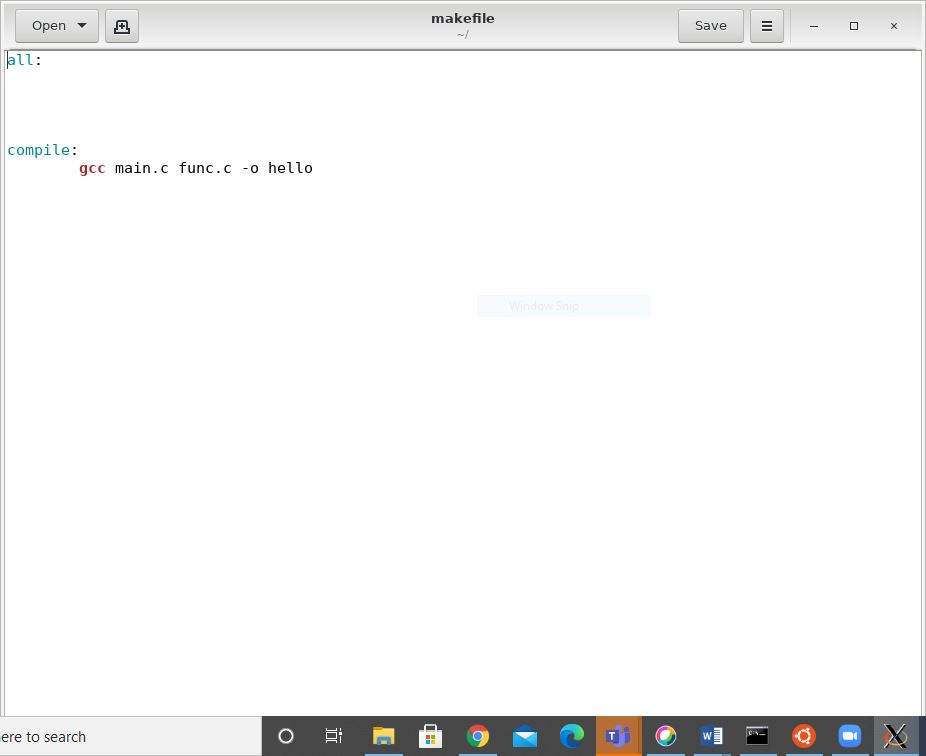 Open
makefile
~/
Save
all:
compile:
gcc main.c func.c -o hello
Window Snip
ere to search